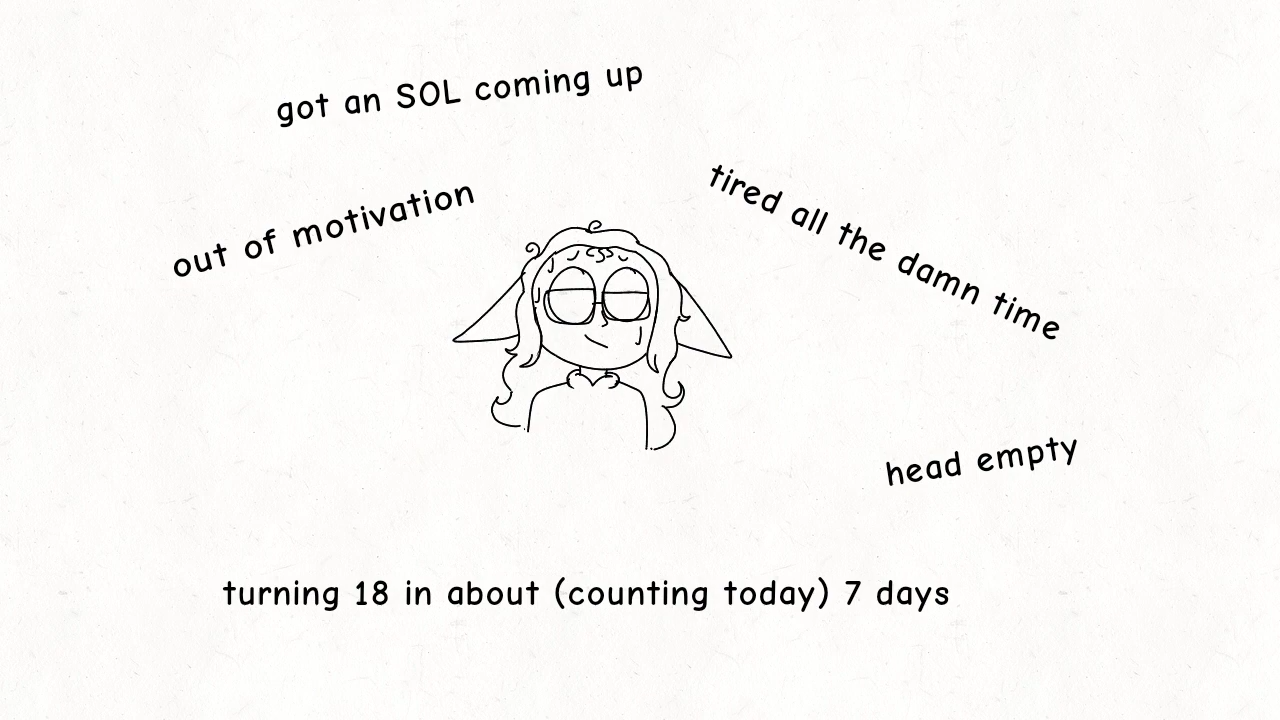 got an SOL coming up
out of motivation
tired all the damn time
head empty
turning 18 in about (counting today) 7 days